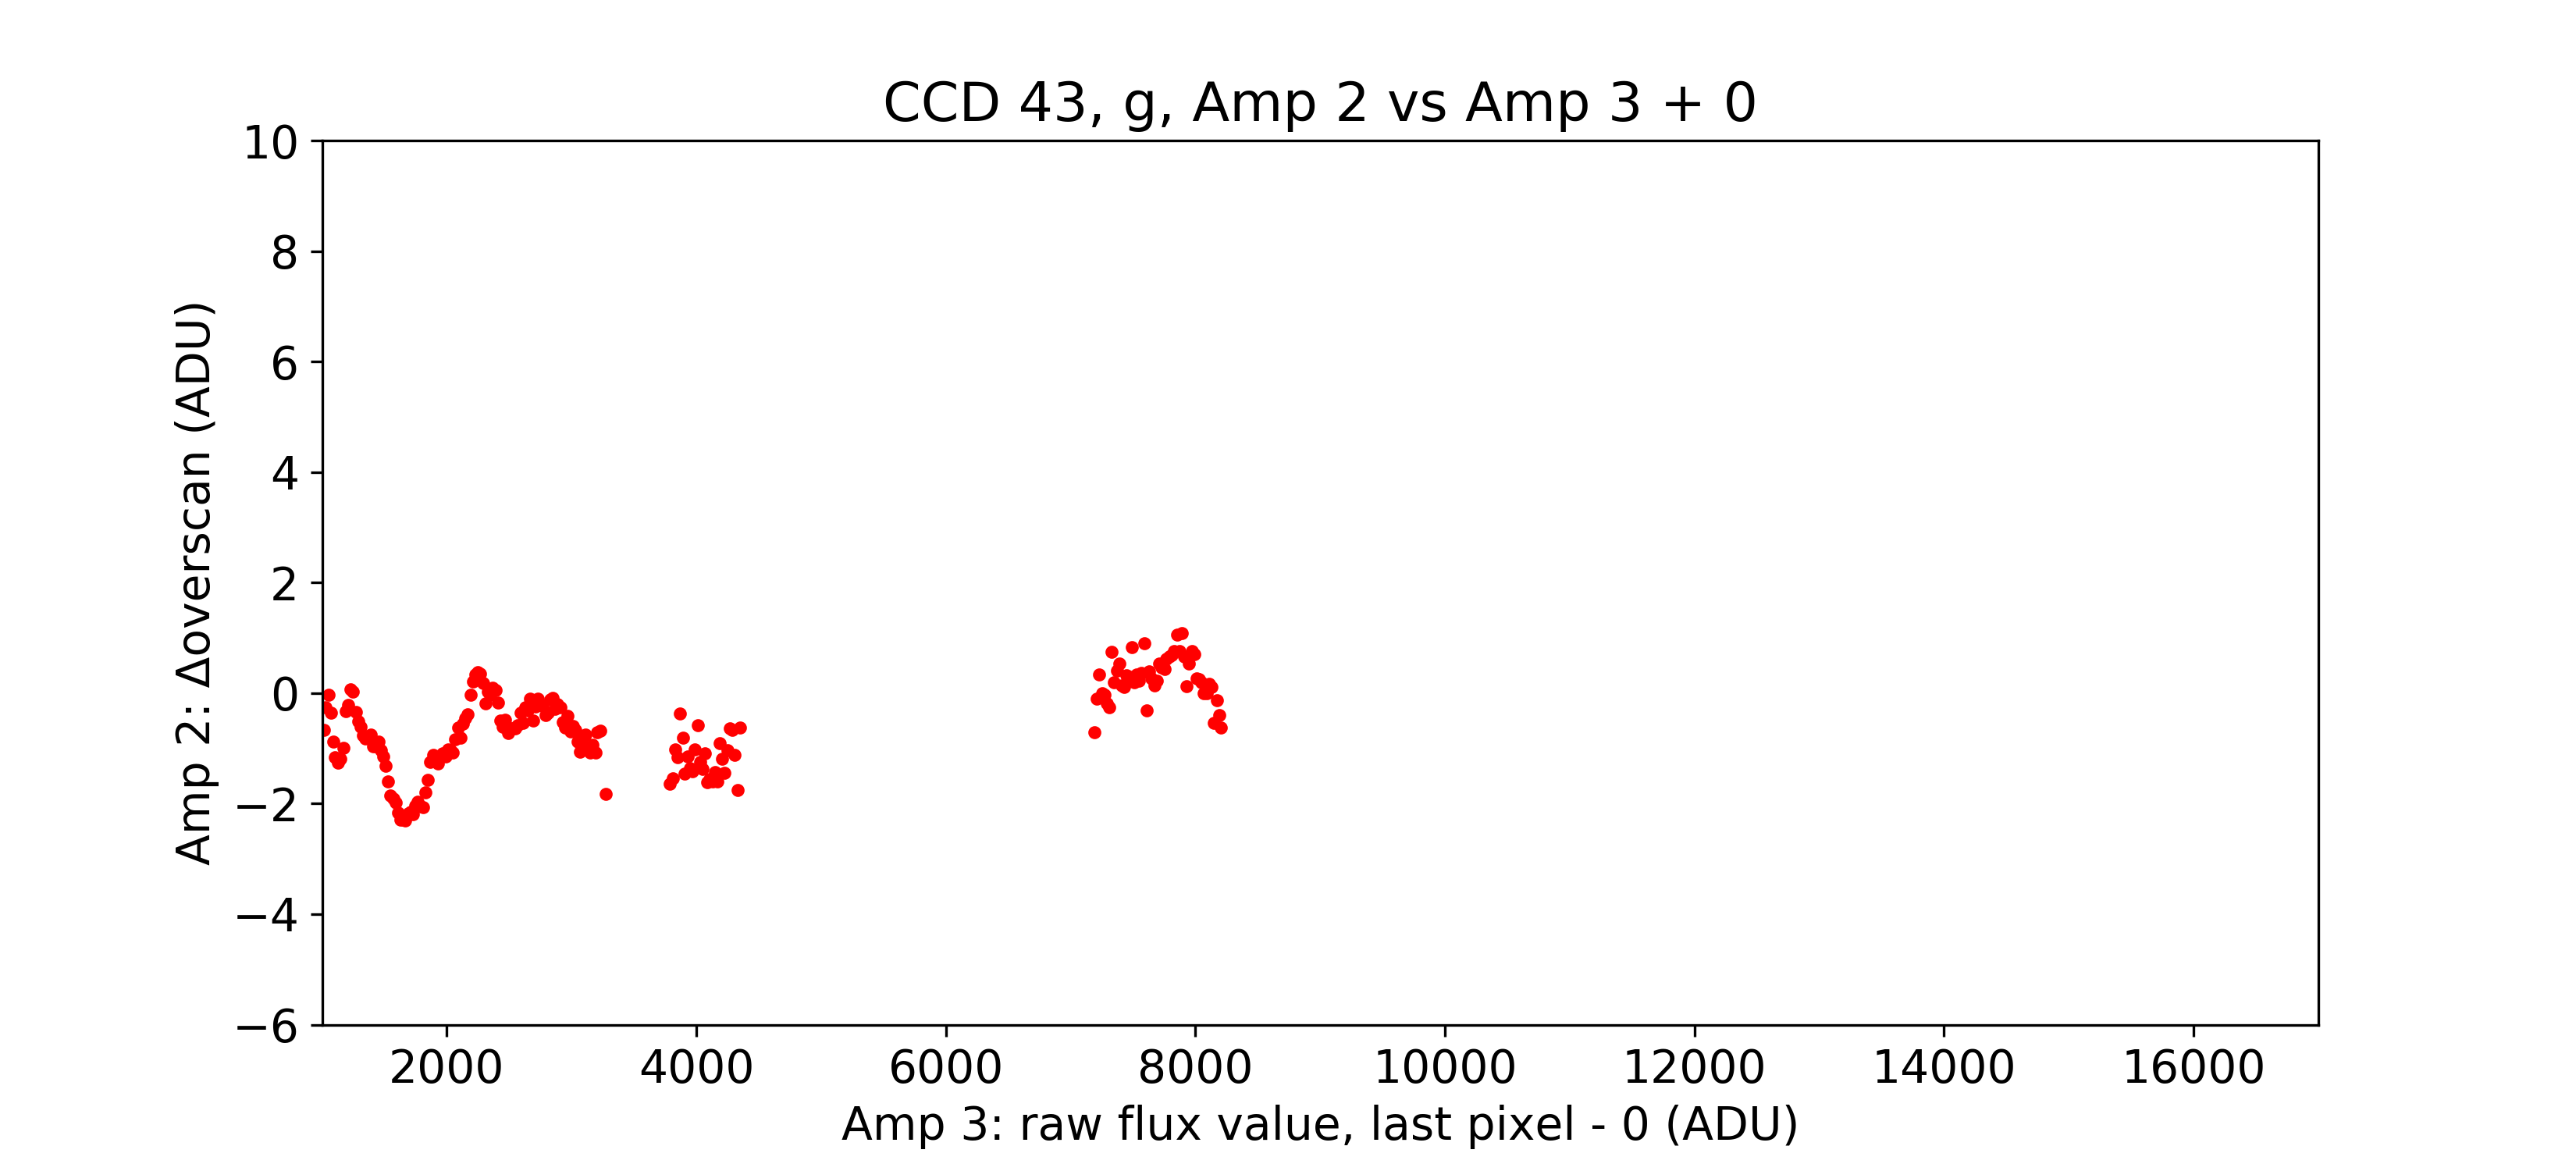 CCD 43, g, Amp 2 vs Amp 3 + 0
10
8
6
4
2
0
−2
−4
−6
Amp 2: Δoverscan (ADU)
2000 4000 6000 8000 10000 12000 14000 16000
Amp 3: raw flux value, last pixel - 0 (ADU)